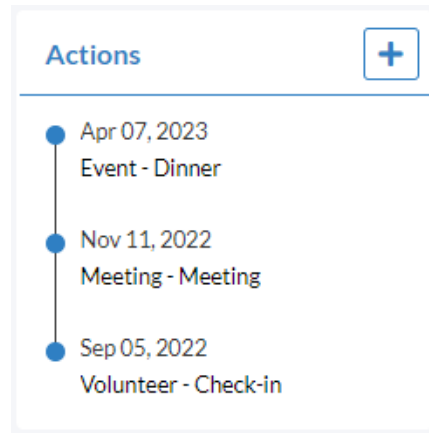 Actions
Apr 07, 2023
Event - Dinner
Nov 11, 2022
Meeting - Meeting
Sep 05, 2022
Volunteer - Check-in